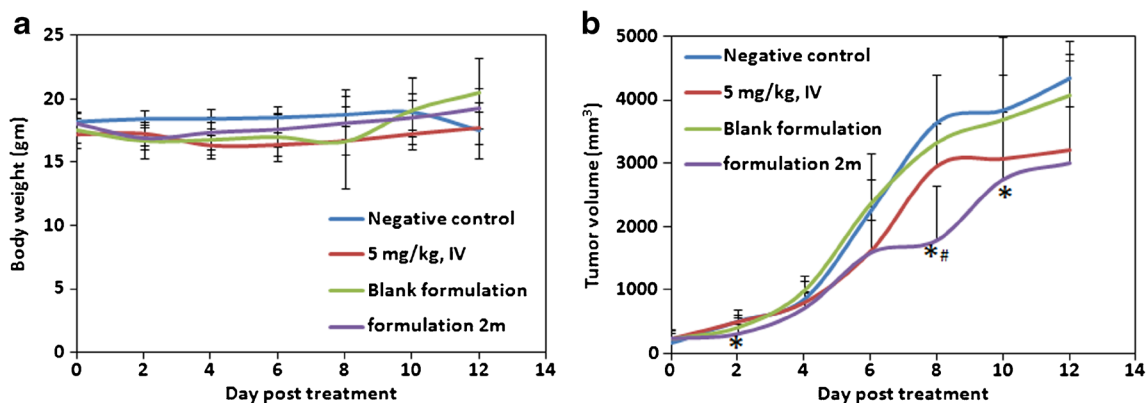 a
Body weight (gm)
25
20
15
10
5
0
0 2 4 6 8 10 12 14
Day post treatment
Negative control
5 mg/kg, IV
Blank formulation
formulation 2m
b
Tumor volume (mm³)
5000
4000
3000
2000
1000
0
0 2 4 6 8 10 12 14
Day post treatment
Negative control
5 mg/kg, IV
Blank formulation
formulation 2m
*
*#
*